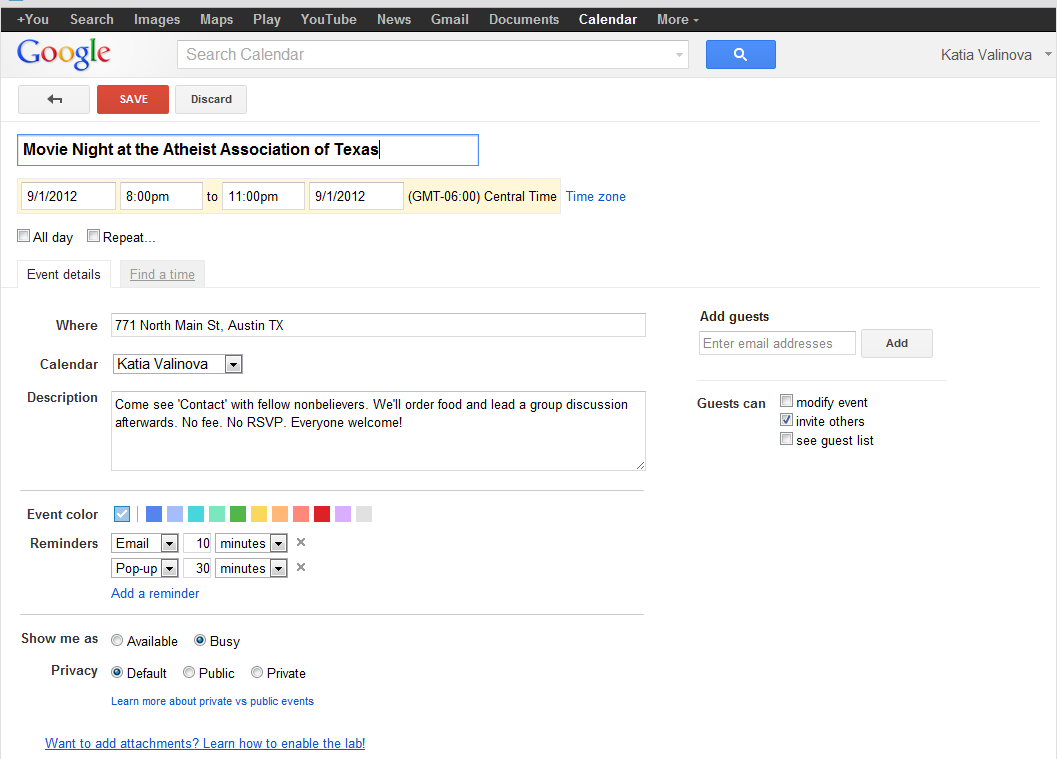 +You Search Images Maps Play YouTube News Gmail Documents Calendar More
Google Search Calendar Katia Valinova
SAVE Discard
Movie Night at the Atheist Association of Texas
9/1/2012 8:00pm to 11:00pm 9/1/2012 (GMT-06:00) Central Time Time zone
All day Repeat...
Event details Find a time
Where 771 North Main St, Austin TX
Calendar Katia Valinova
Description Come see 'Contact' with fellow nonbelievers. We'll order food and lead a group discussion
afterwards. No fee. No RSVP. Everyone welcome!
Add guests
Enter email addresses Add
Guests can modify event
invite others
see guest list
Event color
Reminders Email 10 minutes
Pop-up 30 minutes
Add a reminder
Show me as Available Busy
Privacy Default Public Private
Learn more about private vs public events
Want to add attachments? Learn how to enable the lab!